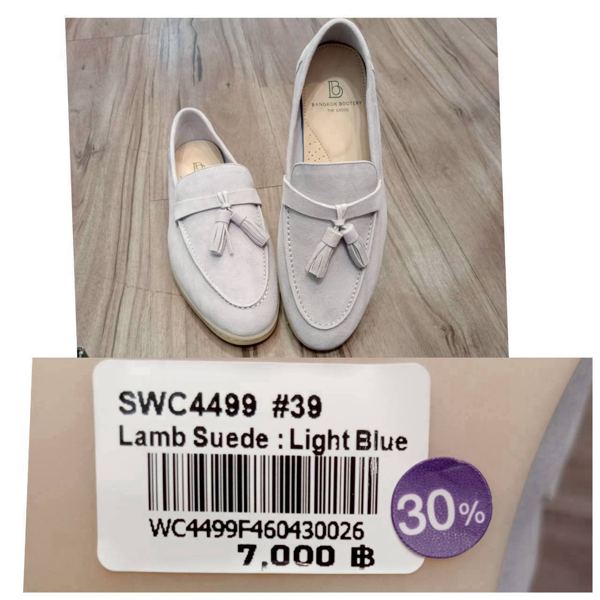 B
BANGKOK BOOTERY
SWC4499 #39
Lamb Suede : Light Blue
WC4499F460430026
7,000 ฿
30%